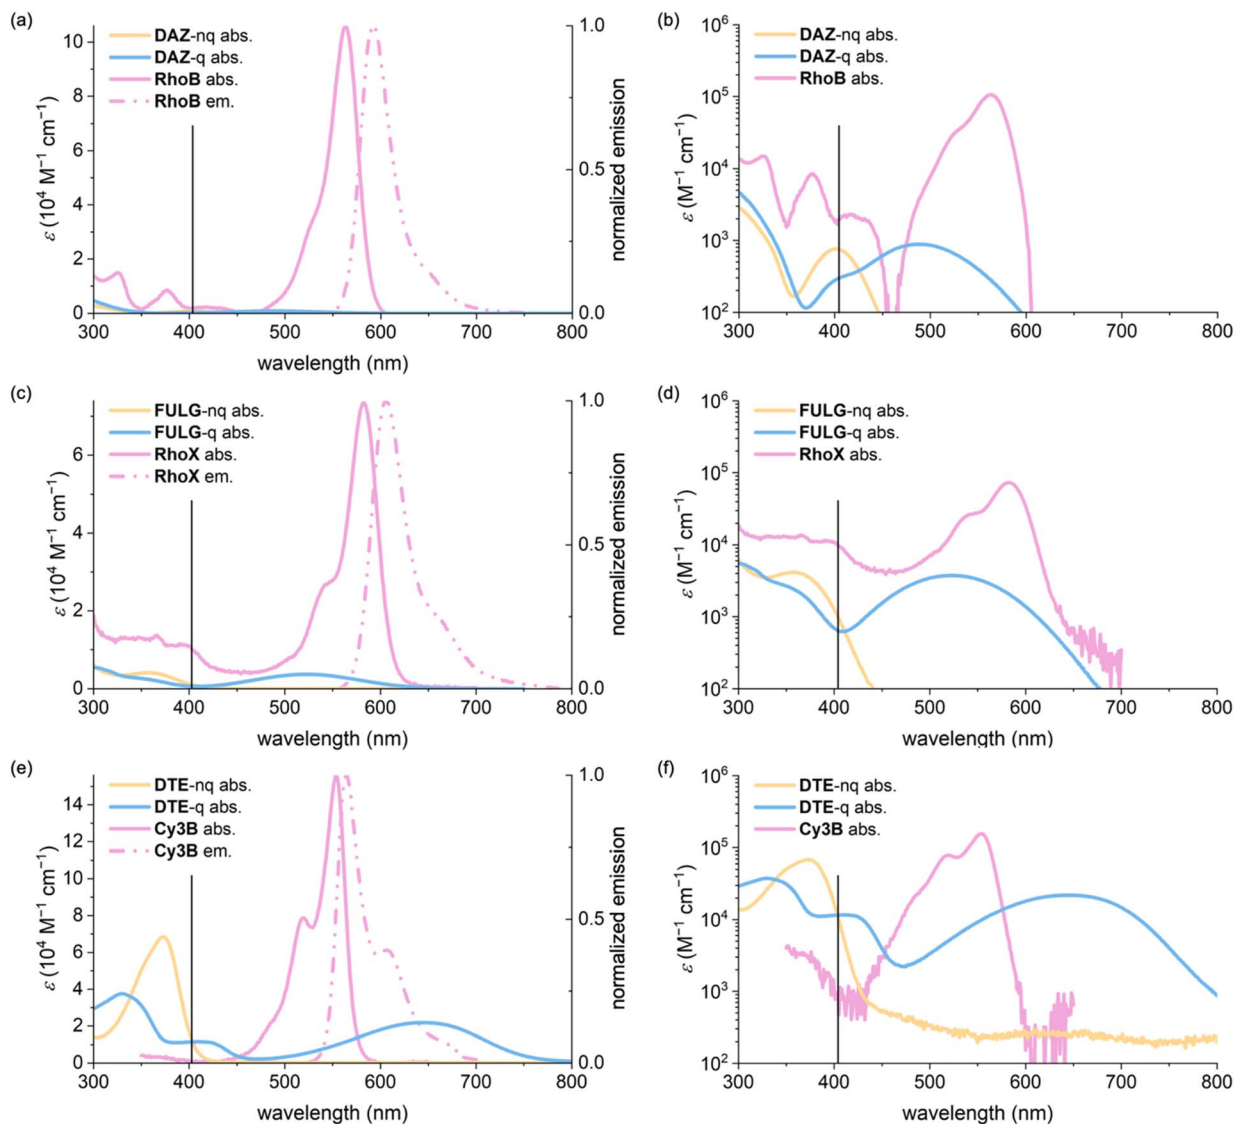 (a)
DAZ-nq abs.
DAZ-q abs.
RhoB abs.
RhoB em.
10
8
6
4
2
0
ε (10⁴ M⁻¹ cm⁻¹)
1.0
0.5
0.0
normalized emission
300 400 500 600 700 800
wavelength (nm)
(b)
DAZ-nq abs.
DAZ-q abs.
RhoB abs.
10⁶
10⁵
10⁴
10³
10²
ε (M⁻¹ cm⁻¹)
300 400 500 600 700 800
wavelength (nm)
(c)
FULG-nq abs.
FULG-q abs.
RhoX abs.
RhoX em.
6
4
2
0
ε (10⁴ M⁻¹ cm⁻¹)
1.0
0.5
0.0
normalized emission
300 400 500 600 700 800
wavelength (nm)
(d)
FULG-nq abs.
FULG-q abs.
RhoX abs.
10⁶
10⁵
10⁴
10³
10²
ε (M⁻¹ cm⁻¹)
300 400 500 600 700 800
wavelength (nm)
(e)
DTE-nq abs.
DTE-q abs.
Cy3B abs.
Cy3B em.
14
12
10
8
6
4
2
0
ε (10⁴ M⁻¹ cm⁻¹)
1.0
0.5
0.0
normalized emission
300 400 500 600 700 800
wavelength (nm)
(f)
DTE-nq abs.
DTE-q abs.
Cy3B abs.
10⁶
10⁵
10⁴
10³
10²
ε (M⁻¹ cm⁻¹)
300 400 500 600 700 800
wavelength (nm)